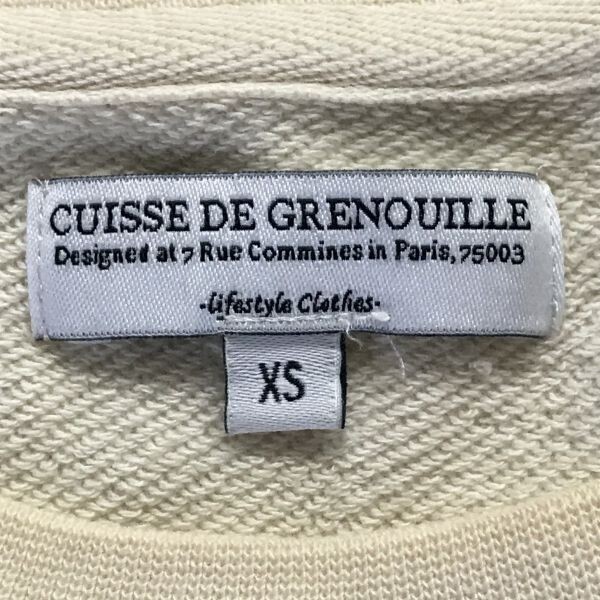 CUISSE DE GRENOUILLE
Designed at 7 Rue Commines in Paris, 75003
-Lifestyle Clothes-
XS